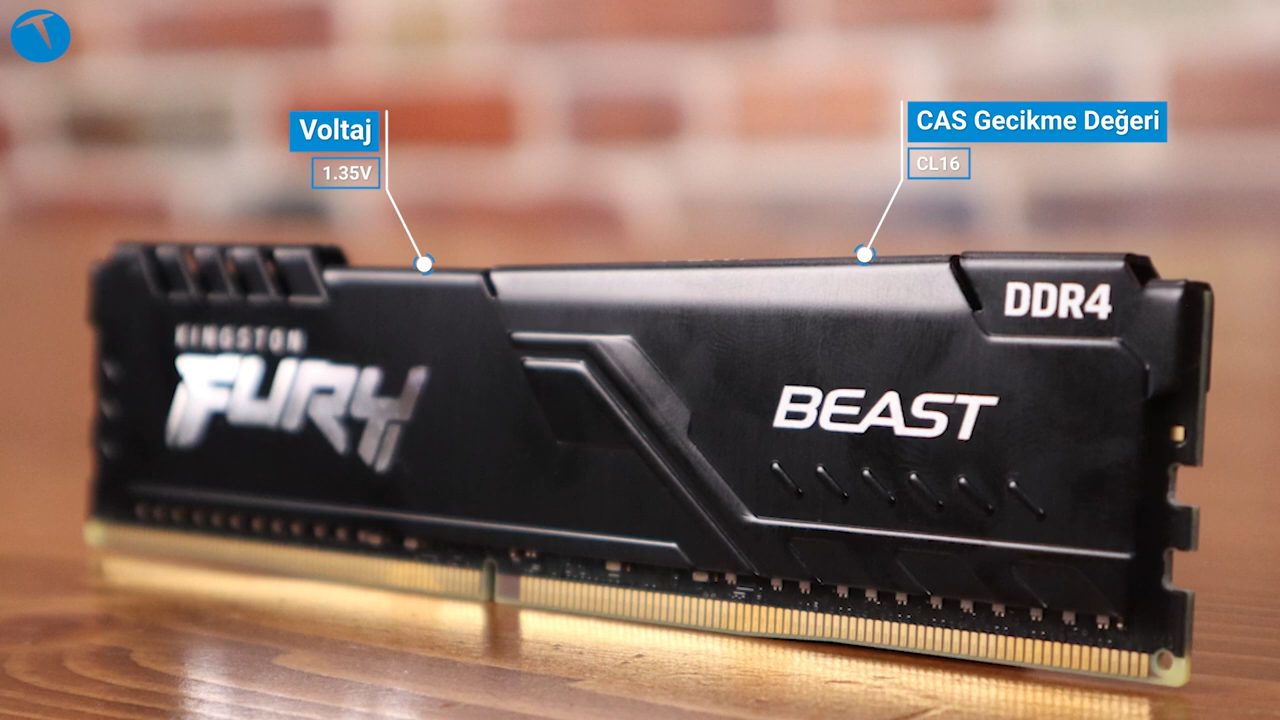 Voltaj
1.35V
CAS Gecikme Değeri
CL16
KINGSTON
FURY
BEAST
DDR4